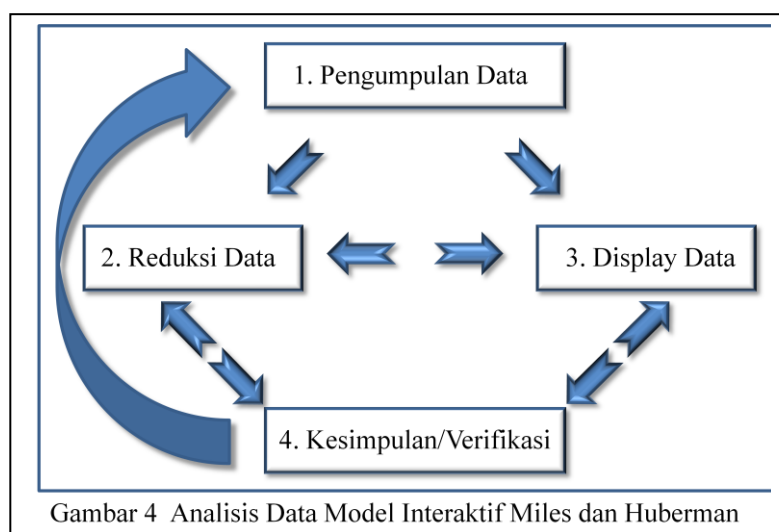 1. Pengumpulan Data
2. Reduksi Data
3. Display Data
4. Kesimpulan/Verifikasi
Gambar 4 Analisis Data Model Interaktif Miles dan Huberman